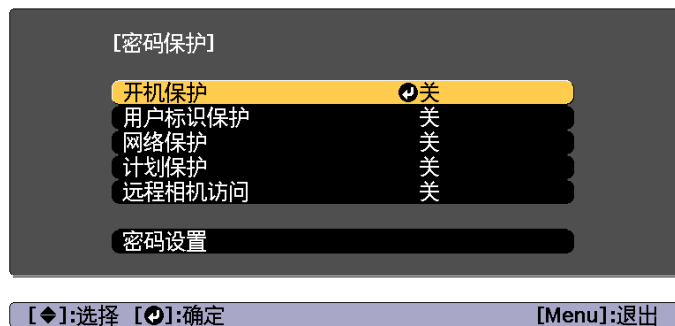 [密码保护]
开机保护 关
用户标识保护 关
网络保护 关
计划保护 关
远程相机访问 关
密码设置
[◆]:选择 [⏎]:确定 [Menu]:退出